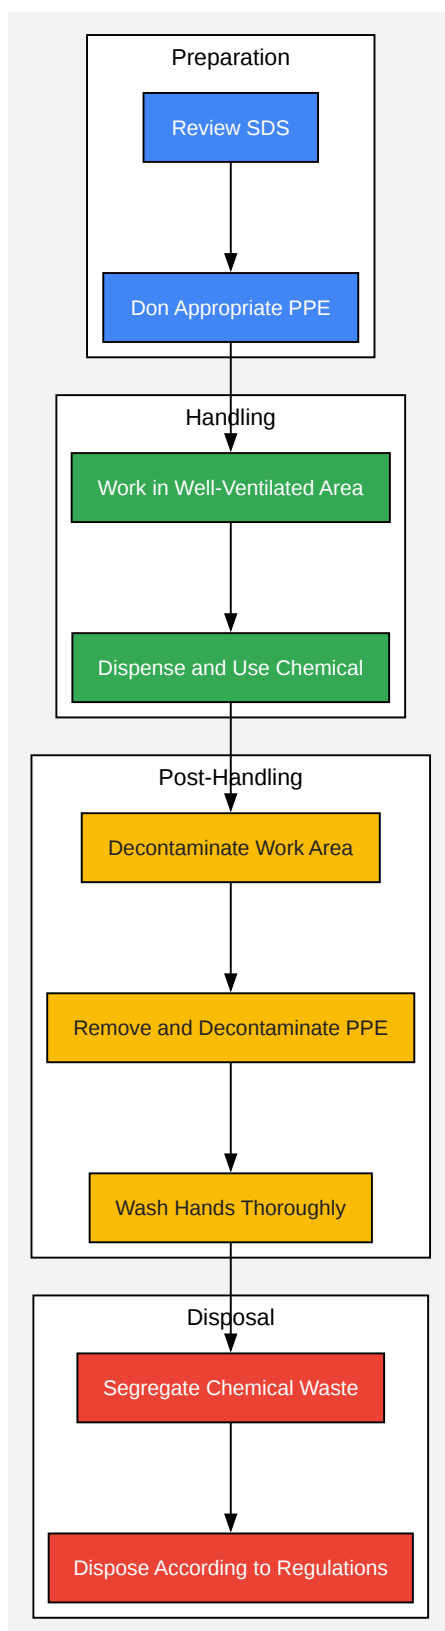 Preparation
Review SDS
Don Appropriate PPE
Handling
Work in Well-Ventilated Area
Dispense and Use Chemical
Post-Handling
Decontaminate Work Area
Remove and Decontaminate PPE
Wash Hands Thoroughly
Disposal
Segregate Chemical Waste
Dispose According to Regulations